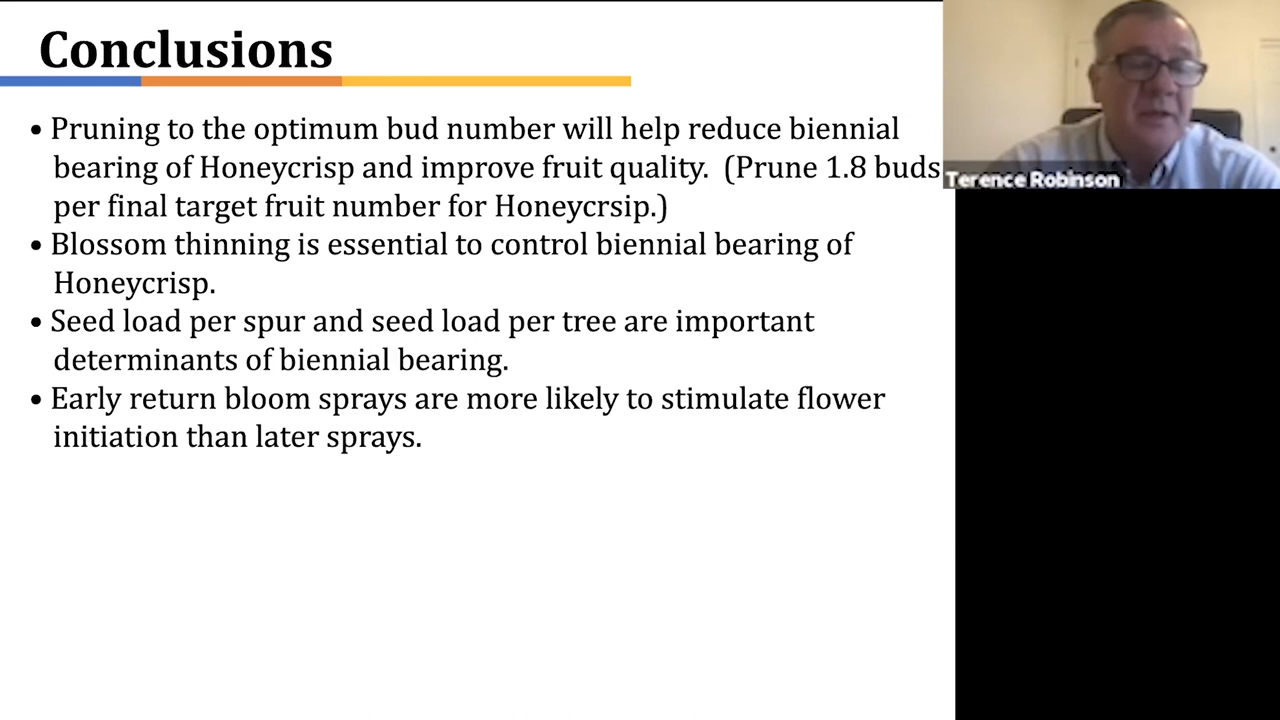 Conclusions
• Pruning to the optimum bud number will help reduce biennial
bearing of Honeycrisp and improve fruit quality.  (Prune 1.8 buds
per final target fruit number for Honeycrsip.)
• Blossom thinning is essential to control biennial bearing of
Honeycrisp.
• Seed load per spur and seed load per tree are important
determinants of biennial bearing.
• Early return bloom sprays are more likely to stimulate flower
initiation than later sprays.
Terence Robinson